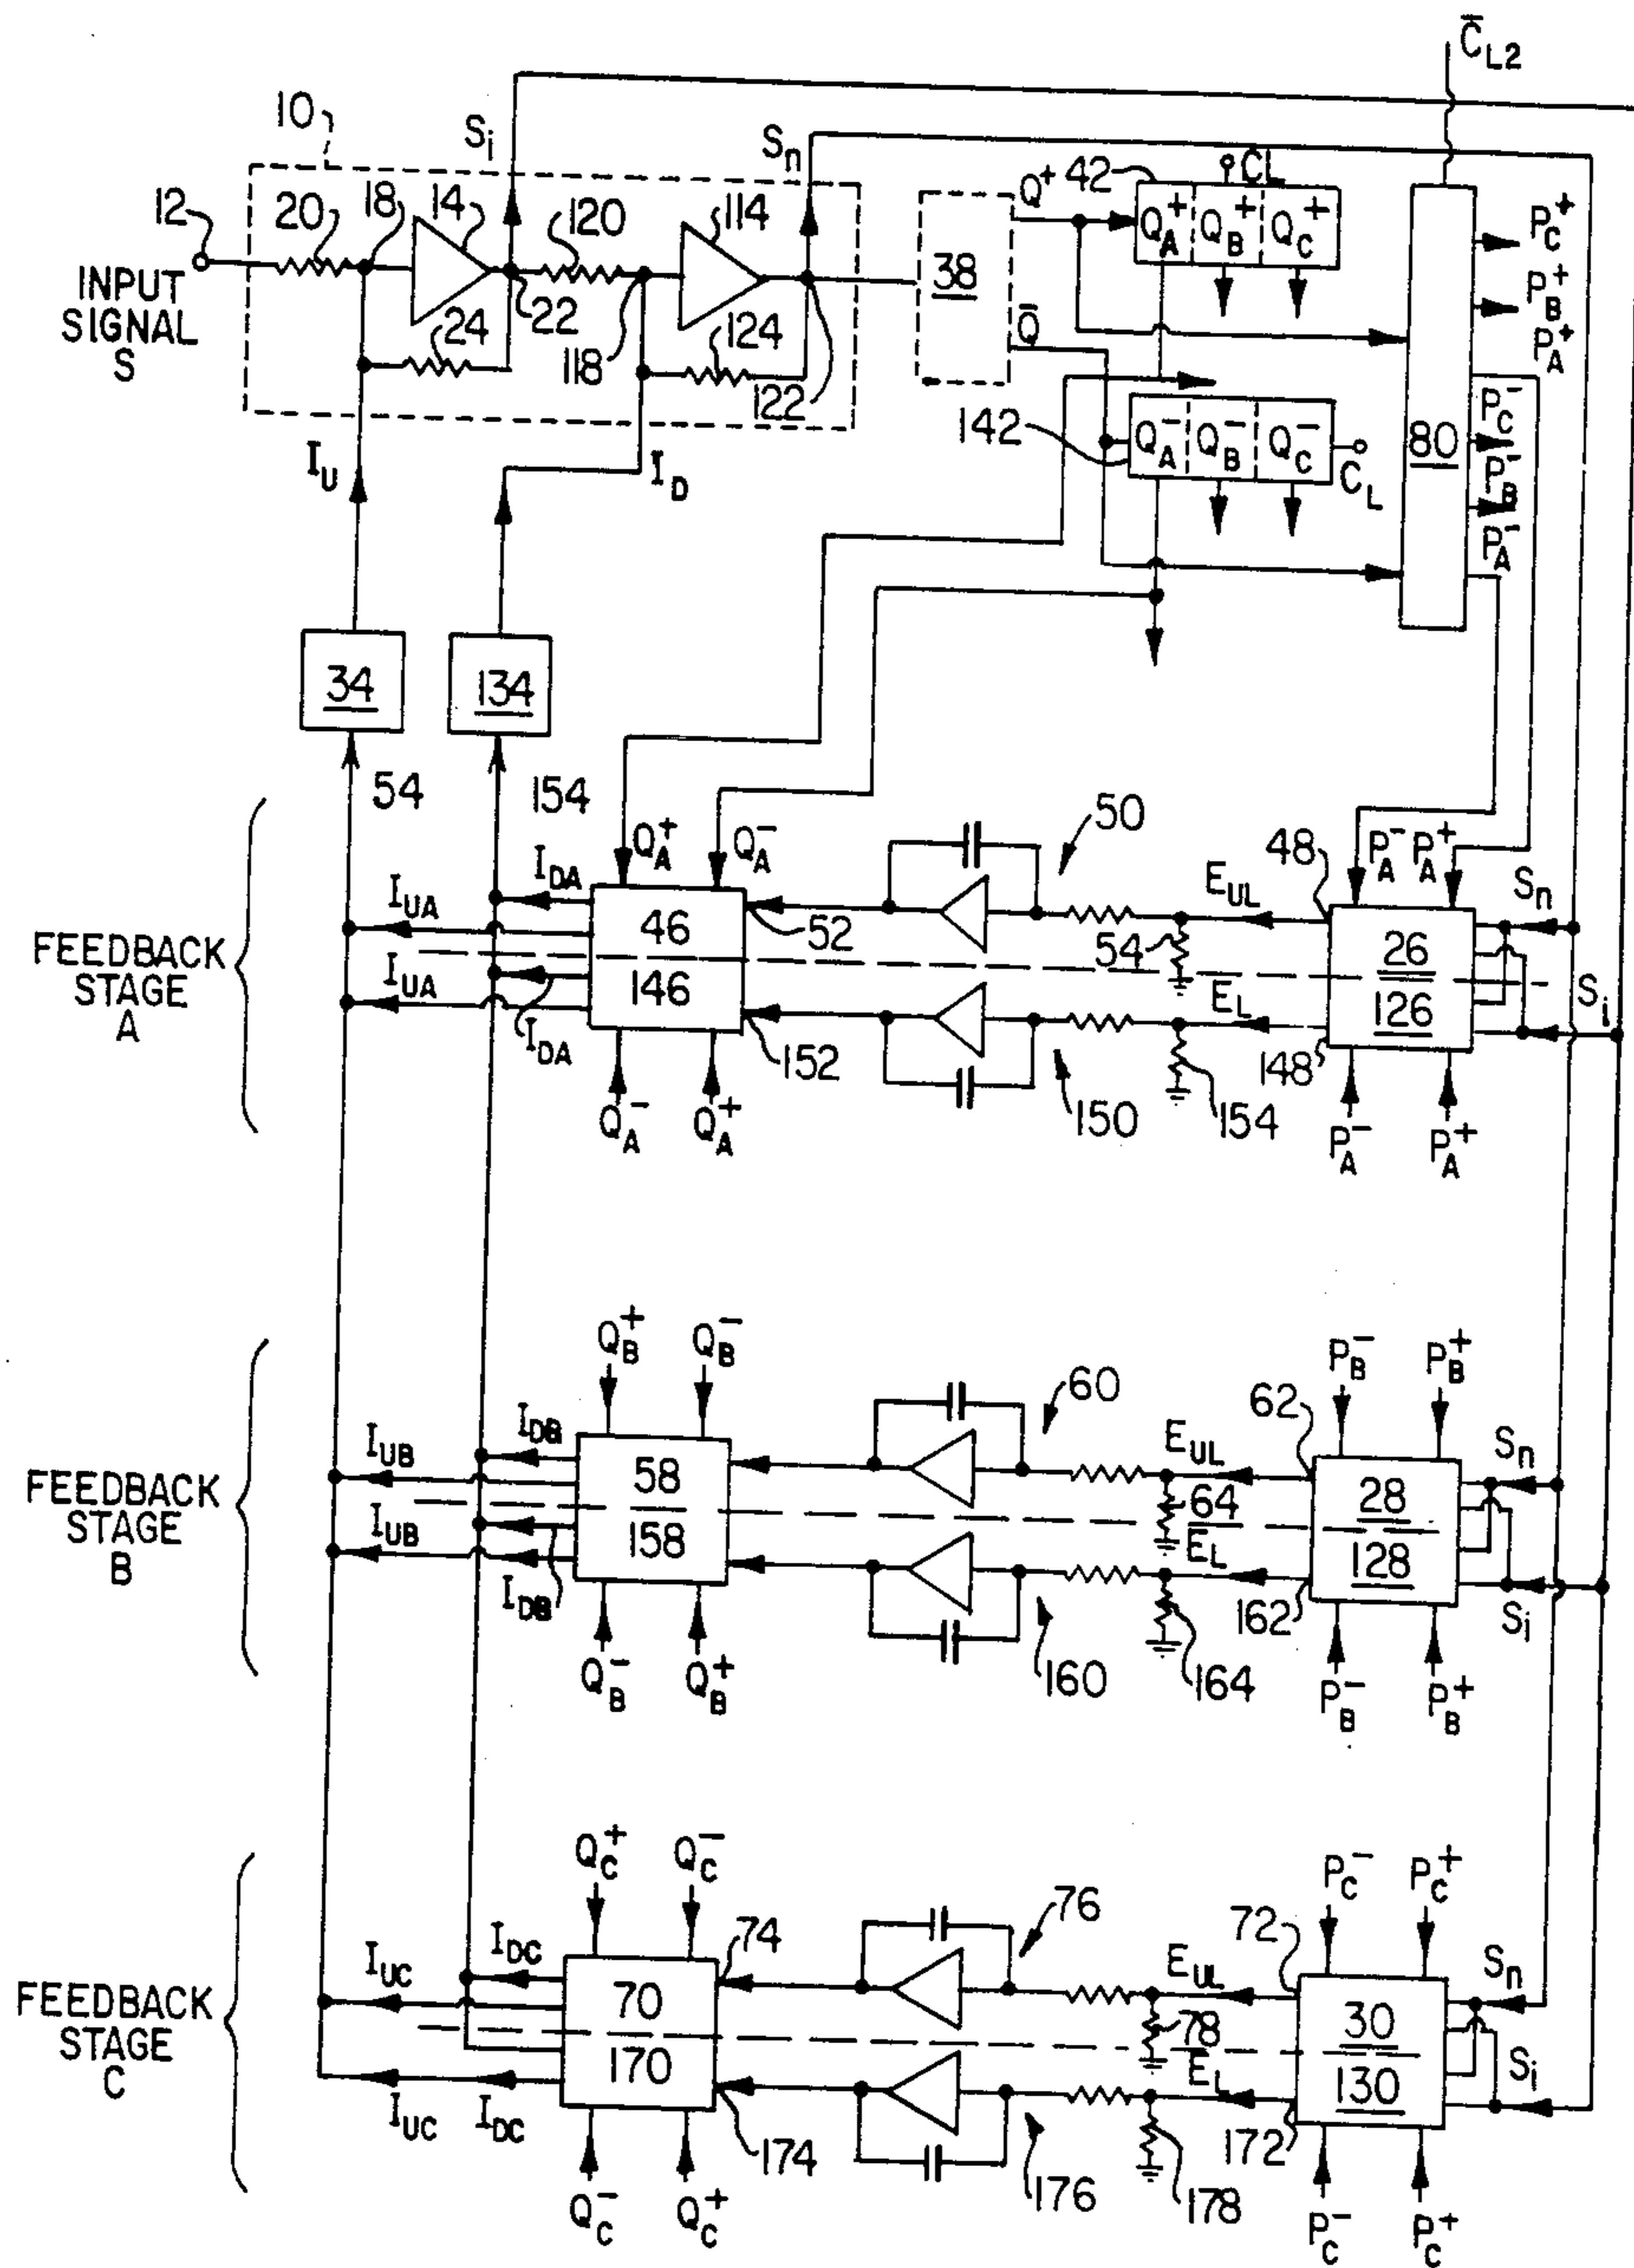 C̄L2
10
Si
Sn
Q+
42
CL
12
20
18
14
120
114
38
QA+ QB+ QC+
PC+
PB+
PA+
INPUT
SIGNAL
S
24
22
118
124
122
Q̄
142
QA- QB- QC-
CL
80
PC-
PB-
PA-
IU
ID
34
134
54
154
FEEDBACK
STAGE
A
IUA
IDA
QA+
QA-
46
146
52
50
EUL
48
PA-
PA+
Sn
26
126
54
IUA
IDA
152
150
EL
154
148
Si
QA-
QA+
PA-
PA+
FEEDBACK
STAGE
B
QB+
QB-
IUB
IDB
58
158
60
EUL
62
PB-
PB+
Sn
28
128
64
IUB
IDB
EL
160
164
162
Si
QB-
QB+
PB-
PB+
FEEDBACK
STAGE
C
QC+
QC-
IUC
IDC
70
170
74
76
EUL
72
PC-
PC+
Sn
30
130
78
IUC
IDC
174
EL
176
178
172
Si
QC-
QC+
PC-
PC+